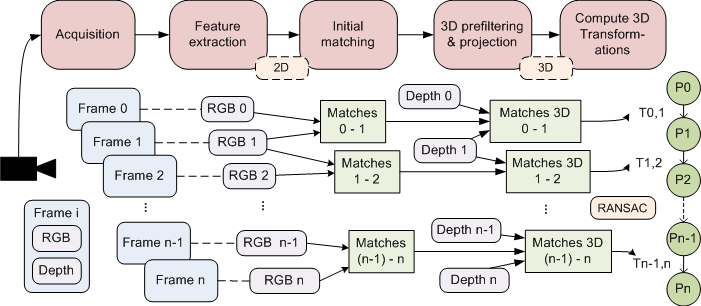 Acquisition
Feature
extraction
Initial
matching
3D prefiltering
& projection
Compute 3D
Transform-
ations
2D
3D
Frame 0
RGB 0
Matches
0 - 1
Depth 0
Matches 3D
0 - 1
T0,1
P0
Frame 1
RGB 1
Depth 1
P1
Frame 2
RGB 2
Matches
1 - 2
Matches 3D
1 - 2
T1,2
P2
RANSAC
Frame i
RGB
Depth
Frame n-1
RGB n-1
Matches
(n-1) - n
Depth n-1
Matches 3D
(n-1) - n
Tn-1,n
Pn-1
Frame n
RGB n
Depth n
Pn